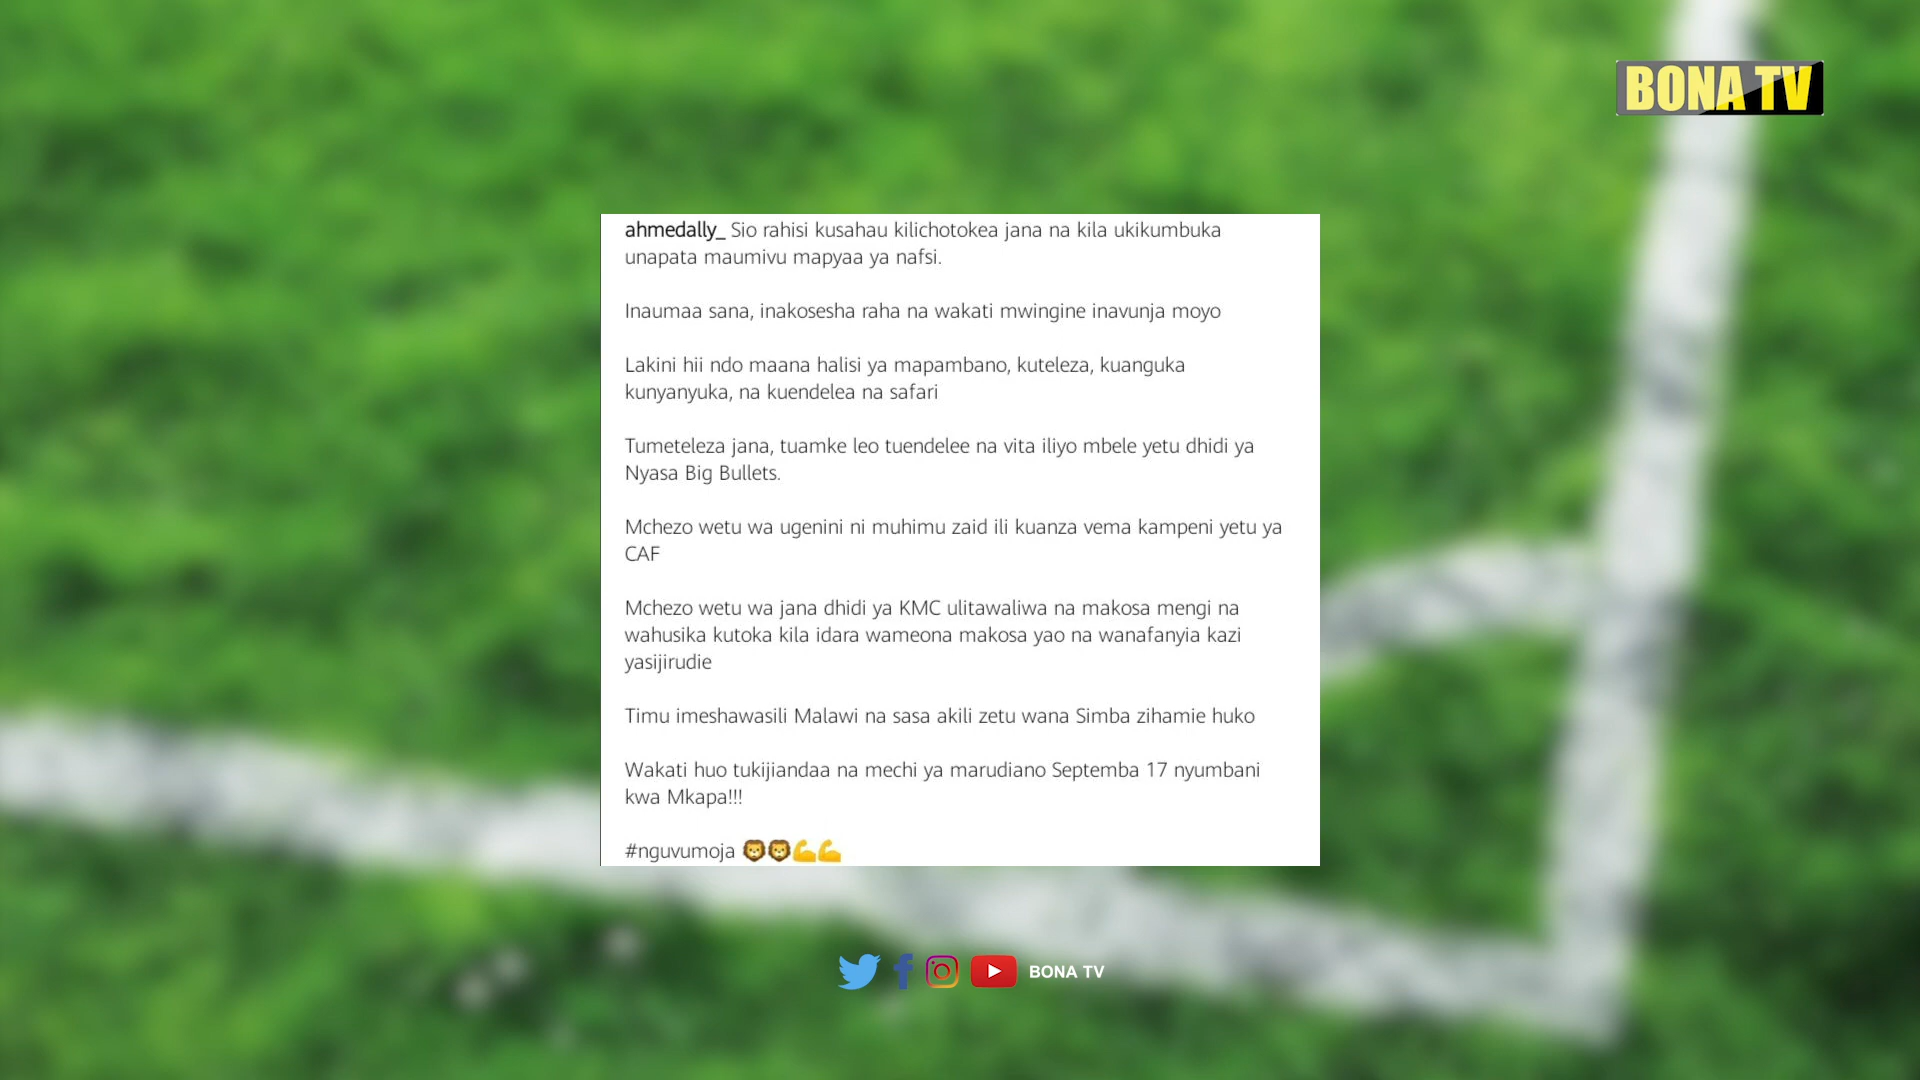 BONA TV
ahmedally_ Sio rahisi kusahau kilichotokea jana na kila ukikumbuka
unapata maumivu mapyaa ya nafsi.
Inaumaa sana, inakosesha raha na wakati mwingine inavunja moyo
Lakini hii ndo maana halisi ya mapambano, kuteleza, kuanguka
kunyanyuka, na kuendelea na safari
Tumeteleza jana, tuamke leo tuendelee na vita iliyo mbele yetu dhidi ya
Nyasa Big Bullets.
Mchezo wetu wa ugenini ni muhimu zaid ili kuanza vema kampeni yetu ya
CAF
Mchezo wetu wa jana dhidi ya KMC ulitawaliwa na makosa mengi na
wahusika kutoka kila idara wameona makosa yao na wanafanyia kazi
yasijirudie
Timu imeshawasili Malawi na sasa akili zetu wana Simba zihamie huko
Wakati huo tukijiandaa na mechi ya marudiano Septemba 17 nyumbani
kwa Mkapa!!!
#nguvumoja 🦁🦁💪💪
BONA TV